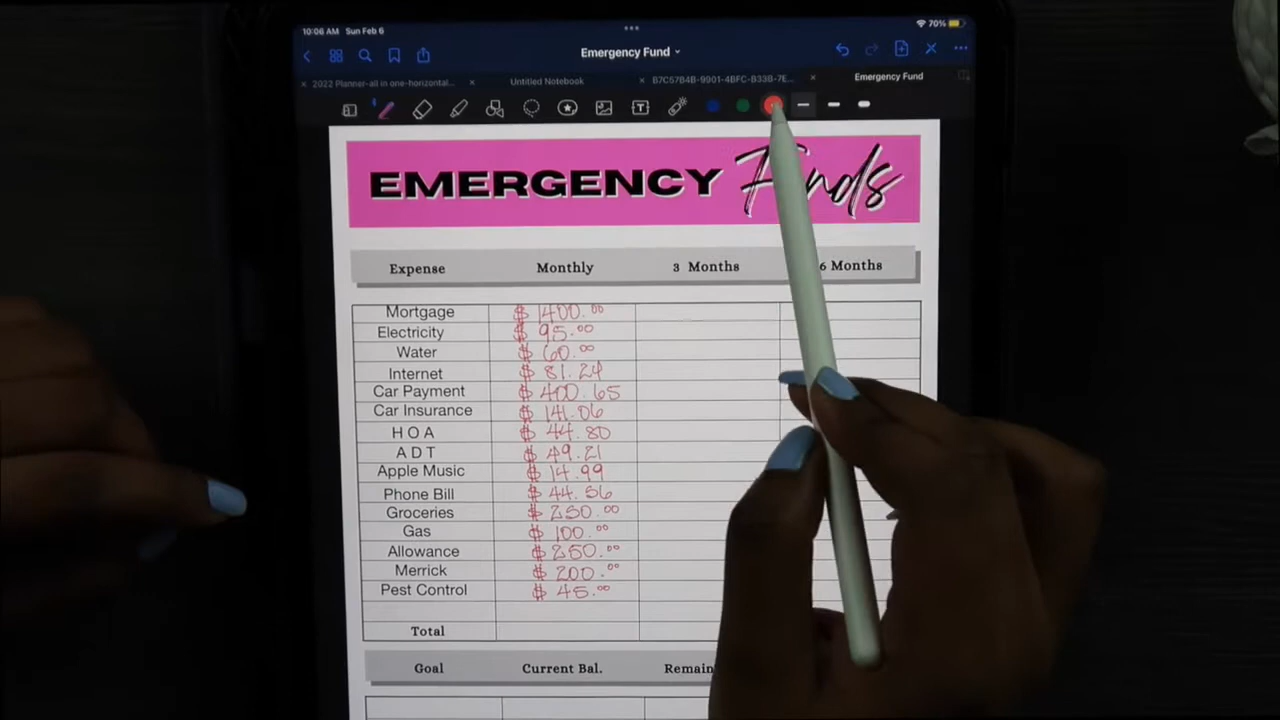 10:06 AM Sun Feb 6
70%
Emergency Fund
2022 Planner-all in one-horizontal... Untitled Notebook B7C57B4B-9901-4BFC-B33B-7E... Emergency Fund
EMERGENCY Funds
Expense Monthly 3 Months 6 Months
Mortgage $ 1400.00
Electricity $ 95.00
Water $ 60.00
Internet $ 81.24
Car Payment $ 400.65
Car Insurance $ 141.06
H O A $ 44.80
A D T $ 49.21
Apple Music $ 14.99
Phone Bill $ 44.56
Groceries $ 250.00
Gas $ 100.00
Allowance $ 250.00
Merrick $ 200.00
Pest Control $ 45.00
Total
Goal Current Bal. Remain